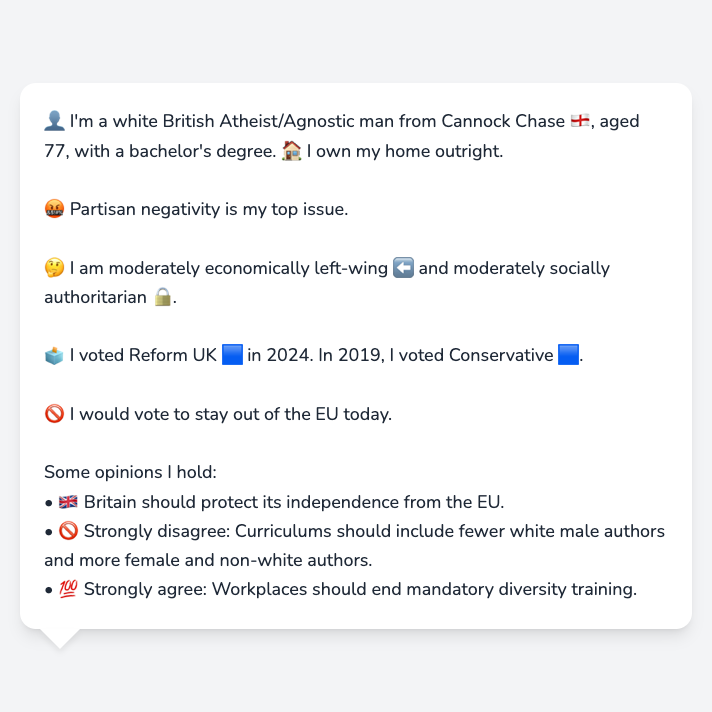 👤 I'm a white British Atheist/Agnostic man from Cannock Chase 🏴󠁧󠁢󠁥󠁮󠁧󠁿, aged
77, with a bachelor's degree. 🏠 I own my home outright.
🤬 Partisan negativity is my top issue.
🤔 I am moderately economically left-wing ⬅️ and moderately socially
authoritarian 🔒.
🗳️ I voted Reform UK 🟦 in 2024. In 2019, I voted Conservative 🟦.
🚫 I would vote to stay out of the EU today.
Some opinions I hold:
• 🇬🇧 Britain should protect its independence from the EU.
• 🚫 Strongly disagree: Curriculums should include fewer white male authors
and more female and non-white authors.
• 💯 Strongly agree: Workplaces should end mandatory diversity training.